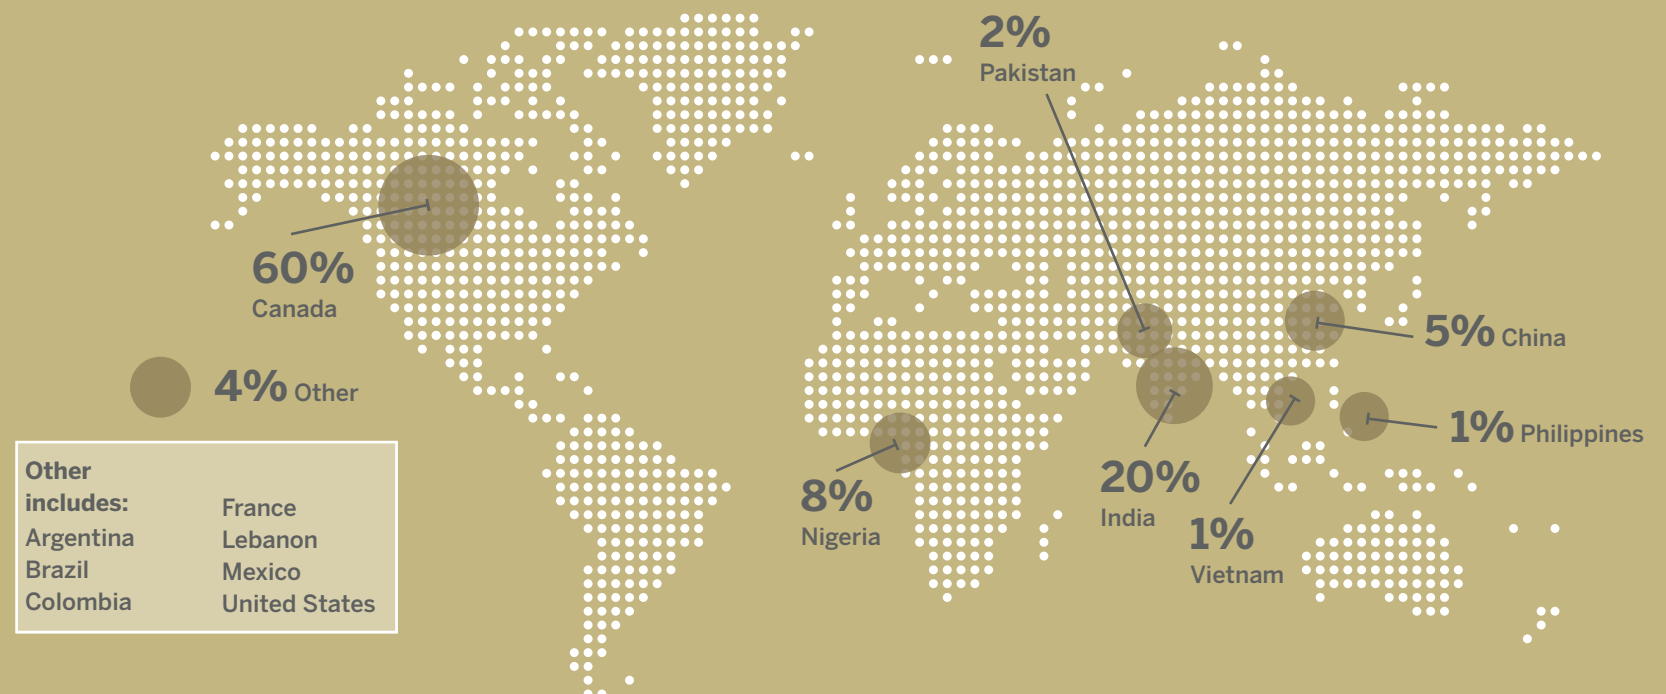 2%
Pakistan
60%
Canada
5% China
4% Other
1% Philippines
20%
India
8%
Nigeria
1%
Vietnam
Other
includes:
Argentina
Brazil
Colombia
France
Lebanon
Mexico
United States